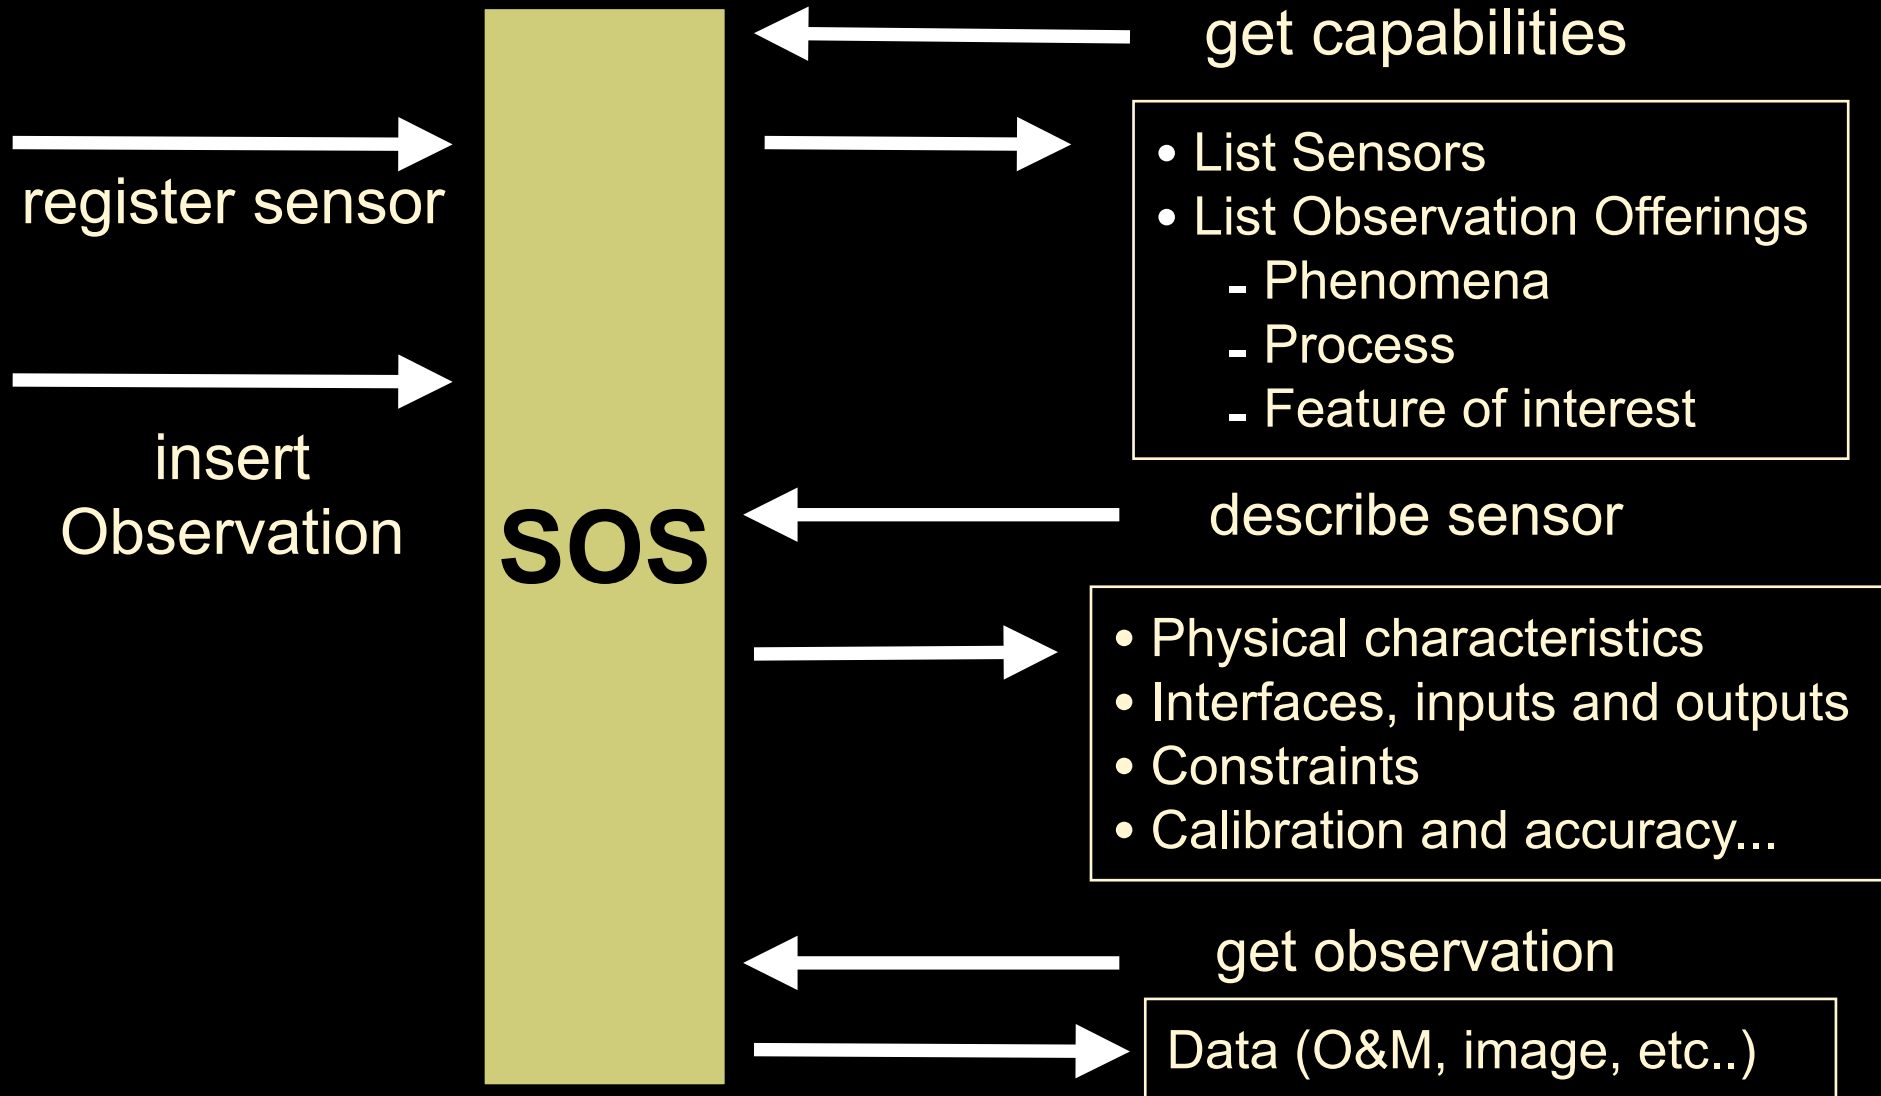 register sensor
insert
Observation
SOS
get capabilities
• List Sensors
• List Observation Offerings
- Phenomena
- Process
- Feature of interest
describe sensor
• Physical characteristics
• Interfaces, inputs and outputs
• Constraints
• Calibration and accuracy...
get observation
Data (O&M, image, etc..)